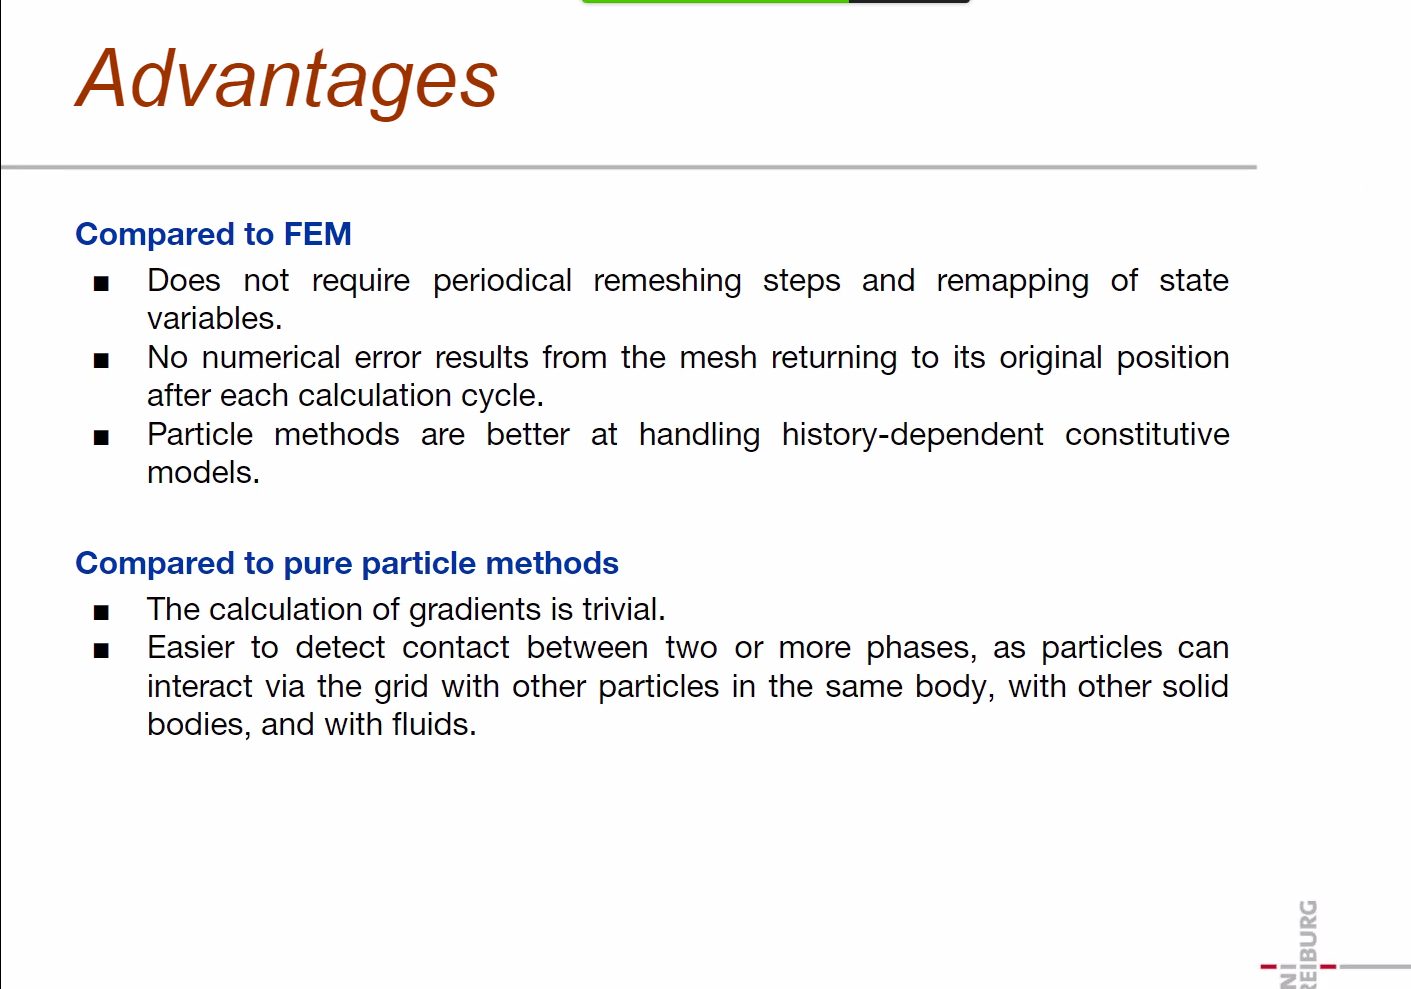 Advantages
Compared to FEM
■ Does not require periodical remeshing steps and remapping of state
variables.
■ No numerical error results from the mesh returning to its original position
after each calculation cycle.
■ Particle methods are better at handling history-dependent constitutive
models.
Compared to pure particle methods
■ The calculation of gradients is trivial.
■ Easier to detect contact between two or more phases, as particles can
interact via the grid with other particles in the same body, with other solid
bodies, and with fluids.
NI
REIBURG